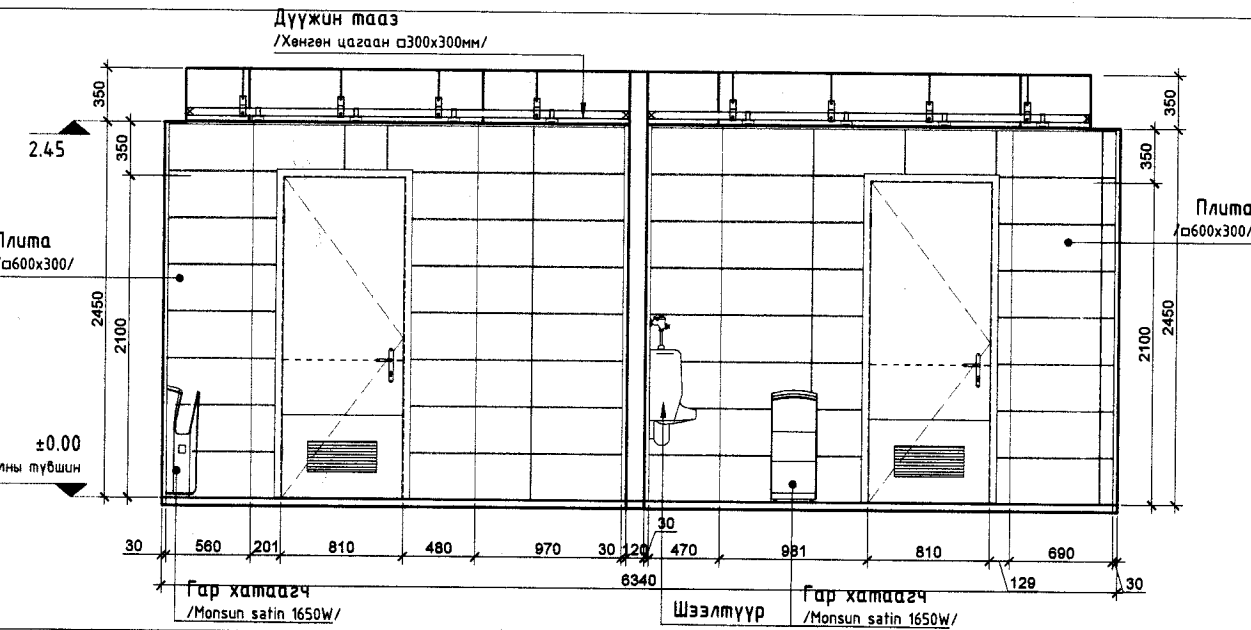 Дүүжин тааз
/Хөнгөн цагаан □300x300мм/
350
350
2.45
350
350
Плита
/□600x300/
Плита
/□600x300/
2450
2100
2100
2450
±0.00
түвшин
30
30 560 201 810 480 970 30 120 470 981 810 690
6340
129
30
Гар хатаагч
/Monsun satin 1650W/
Шээлтүүр
Гар хатаагч
/Monsun satin 1650W/